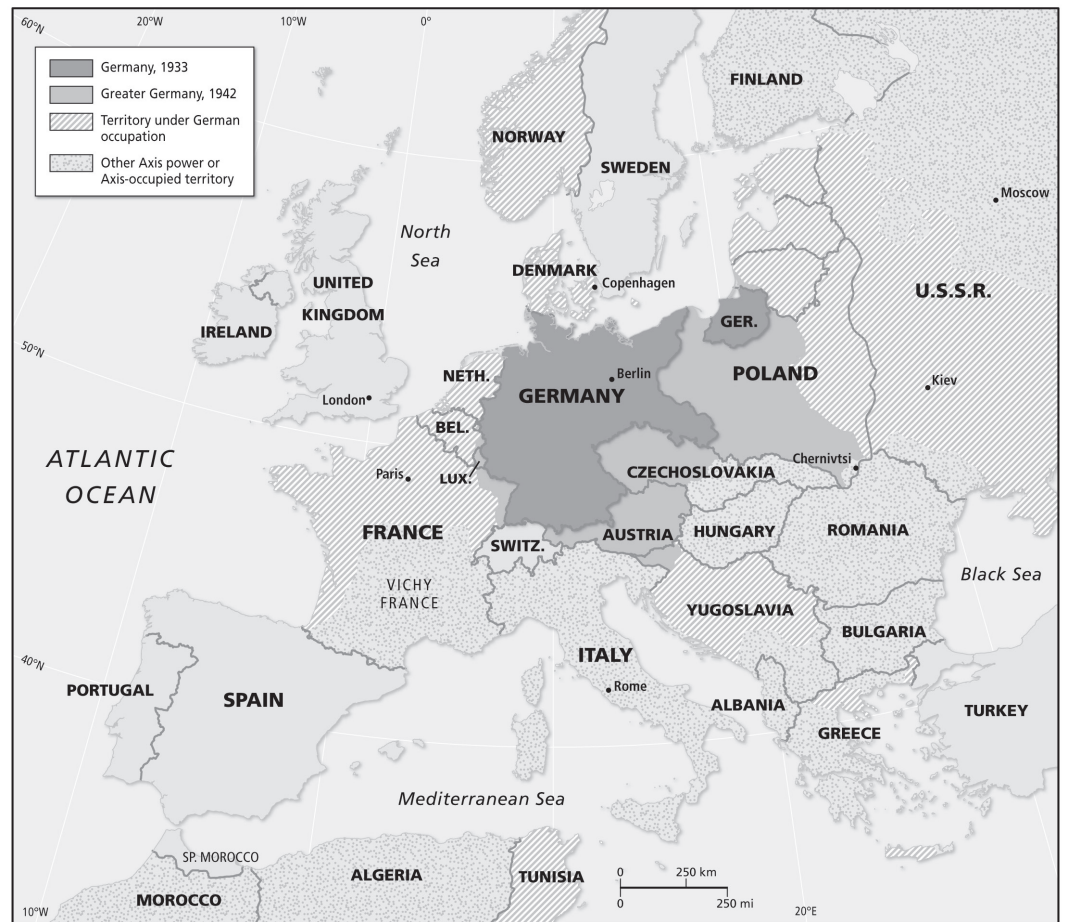 60°N
20°W
10°W
0°
Germany, 1933
Greater Germany, 1942
Territory under German
occupation
Other Axis power or
Axis-occupied territory
FINLAND
NORWAY
SWEDEN
Moscow
North
Sea
DENMARK
Copenhagen
UNITED
KINGDOM
IRELAND
U.S.S.R.
GER.
50°N
NETH.
Berlin
GERMANY
POLAND
Kiev
London
BEL.
ATLANTIC
OCEAN
Paris
LUX.
CZECHOSLOVAKIA
Chernivtsi
FRANCE
SWITZ.
AUSTRIA
HUNGARY
ROMANIA
VICHY
FRANCE
Black Sea
YUGOSLAVIA
BULGARIA
40°N
ITALY
PORTUGAL
SPAIN
Rome
ALBANIA
TURKEY
GREECE
Mediterranean Sea
SP. MOROCCO
ALGERIA
TUNISIA
MOROCCO
0 250 km
0 250 mi
10°W
20°E